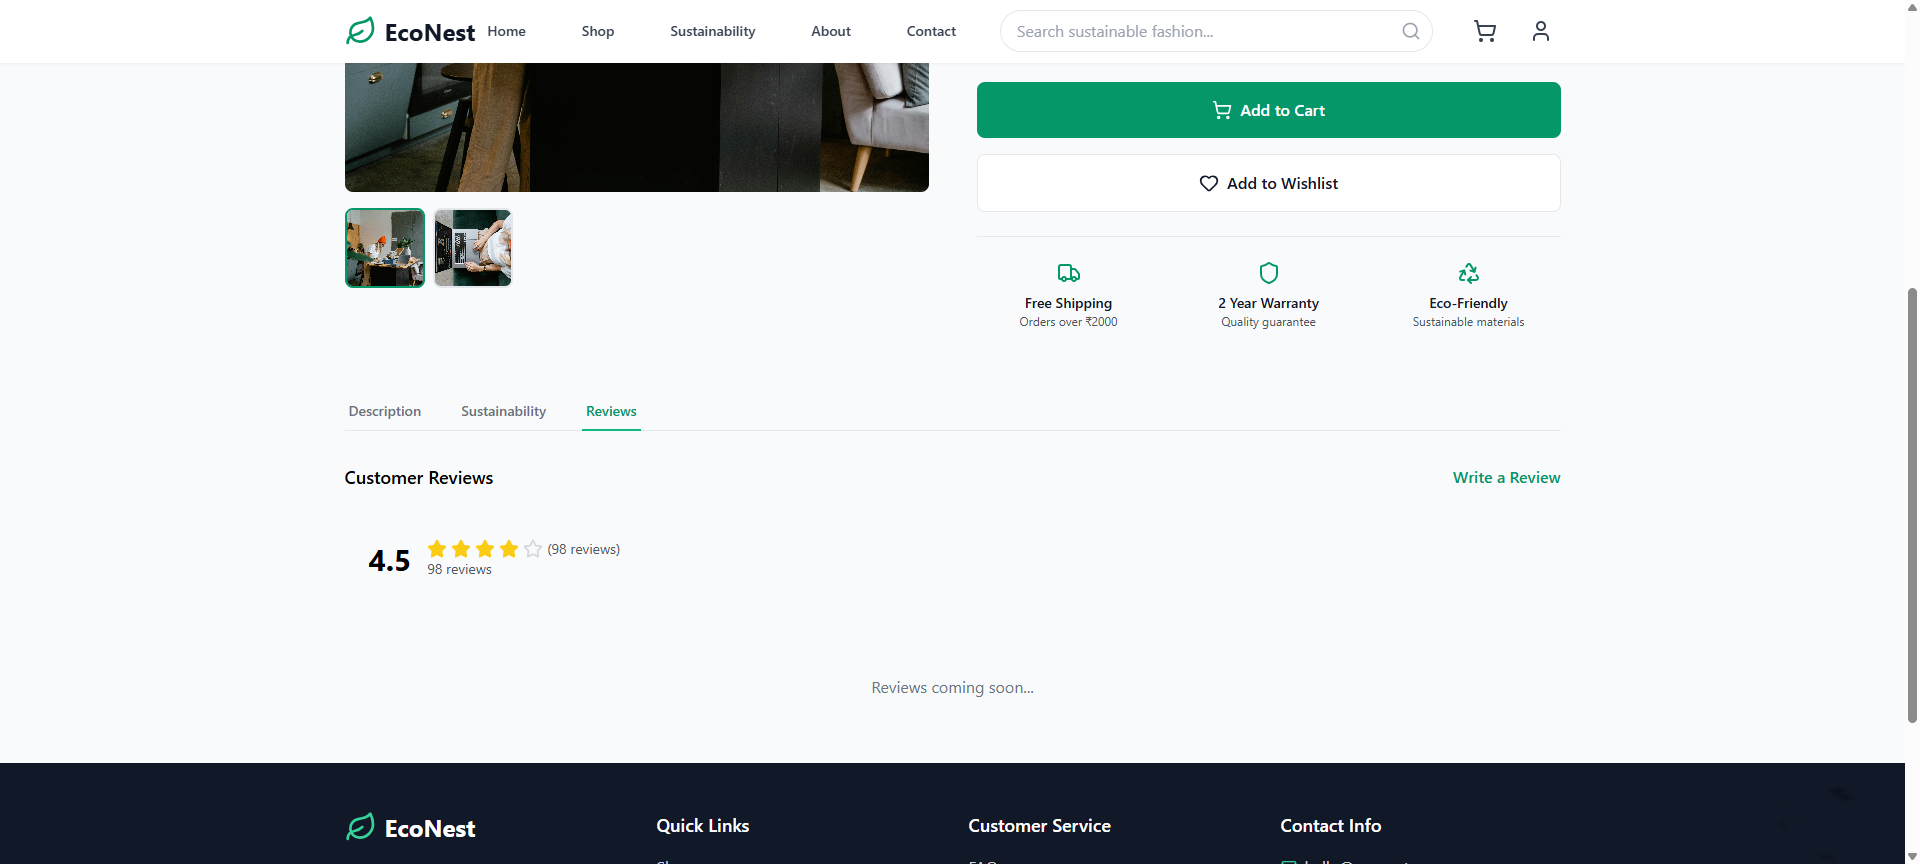 EcoNest
Home
Shop
Sustainability
About
Contact
Search sustainable fashion...
Add to Cart
Add to Wishlist
Free Shipping
Orders over ₹2000
2 Year Warranty
Quality guarantee
Eco-Friendly
Sustainable materials
Description
Sustainability
Reviews
Customer Reviews
Write a Review
4.5
(98 reviews)
98 reviews
Reviews coming soon...
EcoNest
Quick Links
Customer Service
Contact Info